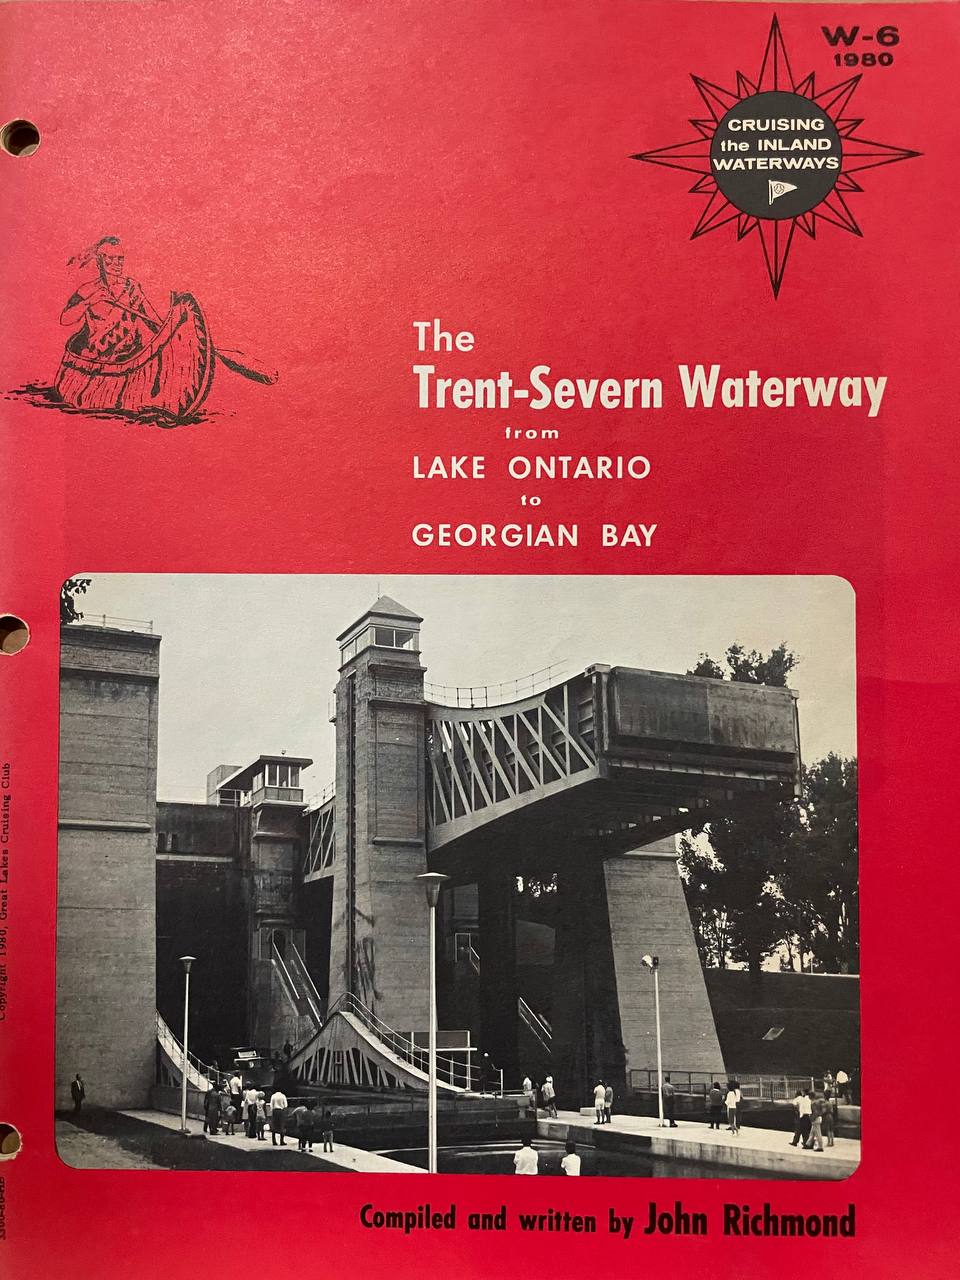 W-6
1980
CRUISING
the INLAND
WATERWAYS
The
Trent-Severn Waterway
from
LAKE ONTARIO
to
GEORGIAN BAY
Copyright 1980, Great Lakes Cruising Club
Compiled and written by John Richmond